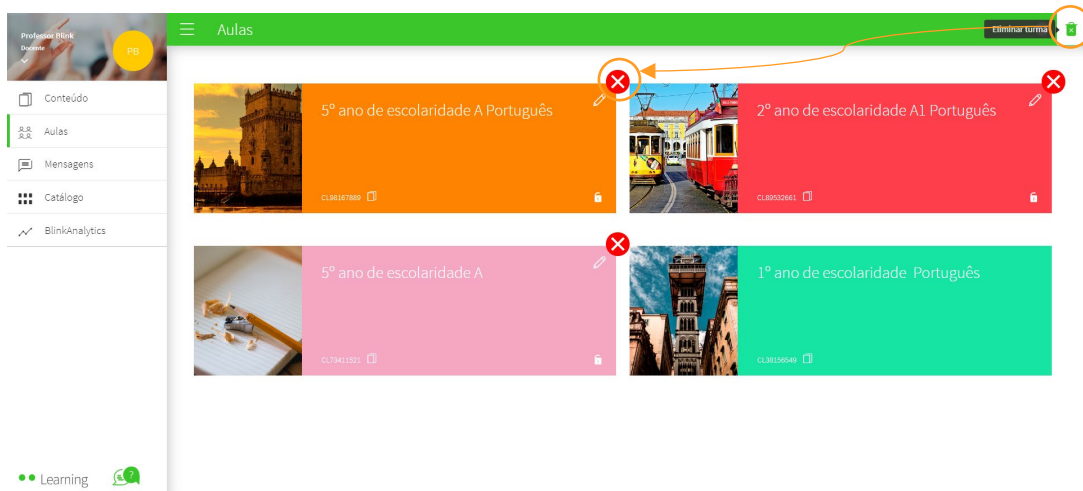 Professor Blink
Docente
PB
Aulas
Eliminar turma
Conteúdo
Aulas
Mensagens
Catálogo
BlinkAnalytics
5º ano de escolaridade A Português
CL98167889
2º ano de escolaridade A1 Português
CL89532661
5º ano de escolaridade A
CL79411521
1º ano de escolaridade Português
CL38156549
Learning
?